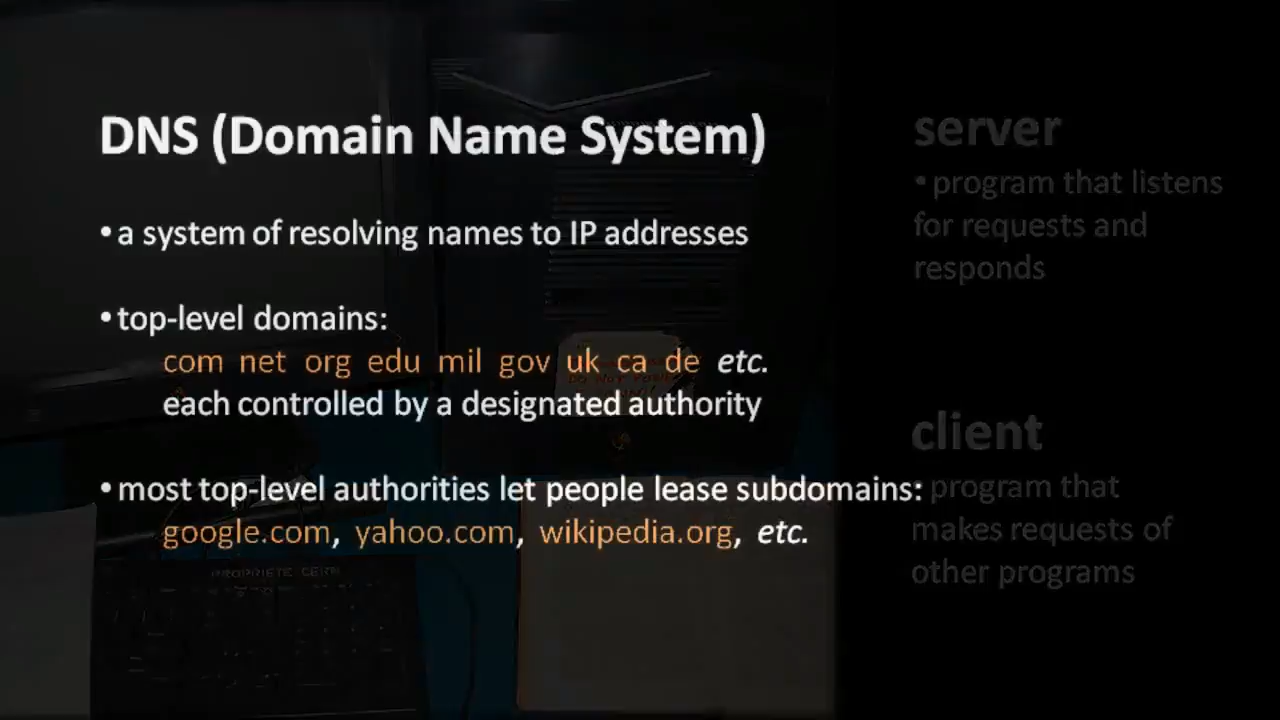 DNS (Domain Name System)
• a system of resolving names to IP addresses
• top-level domains:
com net org edu mil gov uk ca de etc.
each controlled by a designated authority
• most top-level authorities let people lease subdomains:
google.com, yahoo.com, wikipedia.org, etc.
server
• program that listens
for requests and
responds
client
program that
makes requests of
other programs
PROPRIETE CERN